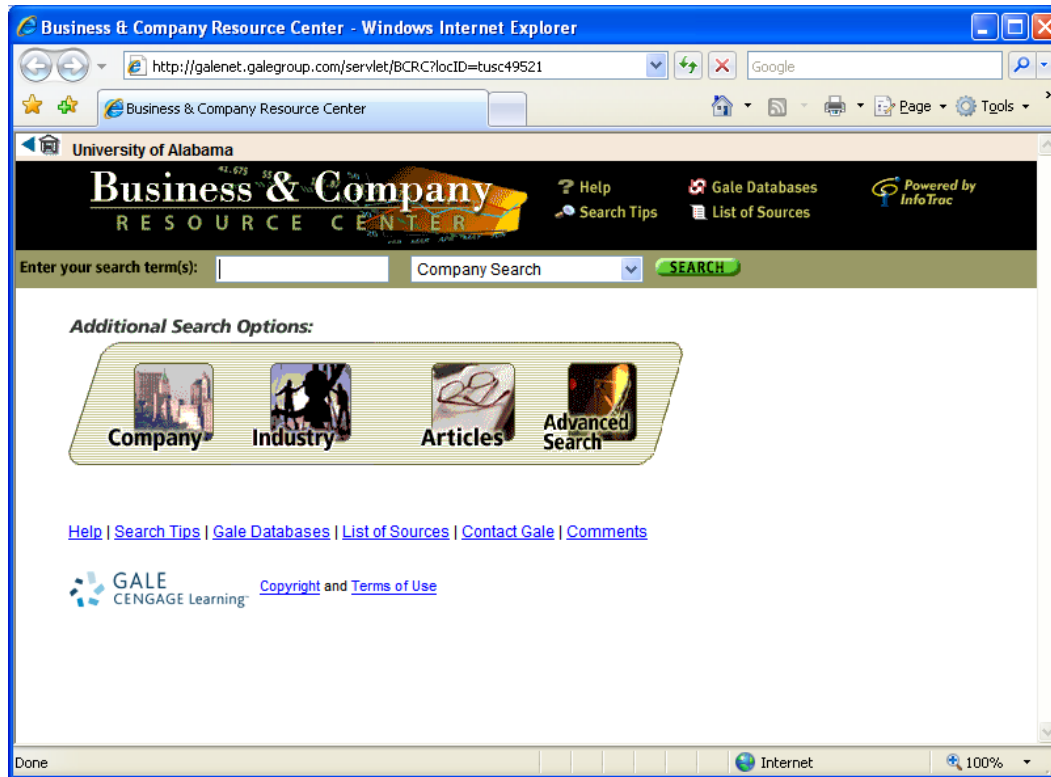 Business & Company Resource Center - Windows Internet Explorer
http://galenet.galegroup.com/servlet/BCRC?locID=tusc49521
Google
Business & Company Resource Center
Page
Tools
University of Alabama
Business & Company
RESOURCE CENTER
Help
Gale Databases
Powered by
InfoTrac
Search Tips
List of Sources
Enter your search term(s):
Company Search
SEARCH
Additional Search Options:
Company
Industry
Articles
Advanced
Search
Help | Search Tips | Gale Databases | List of Sources | Contact Gale | Comments
GALE
CENGAGE Learning
Copyright and Terms of Use
Done
Internet
100%